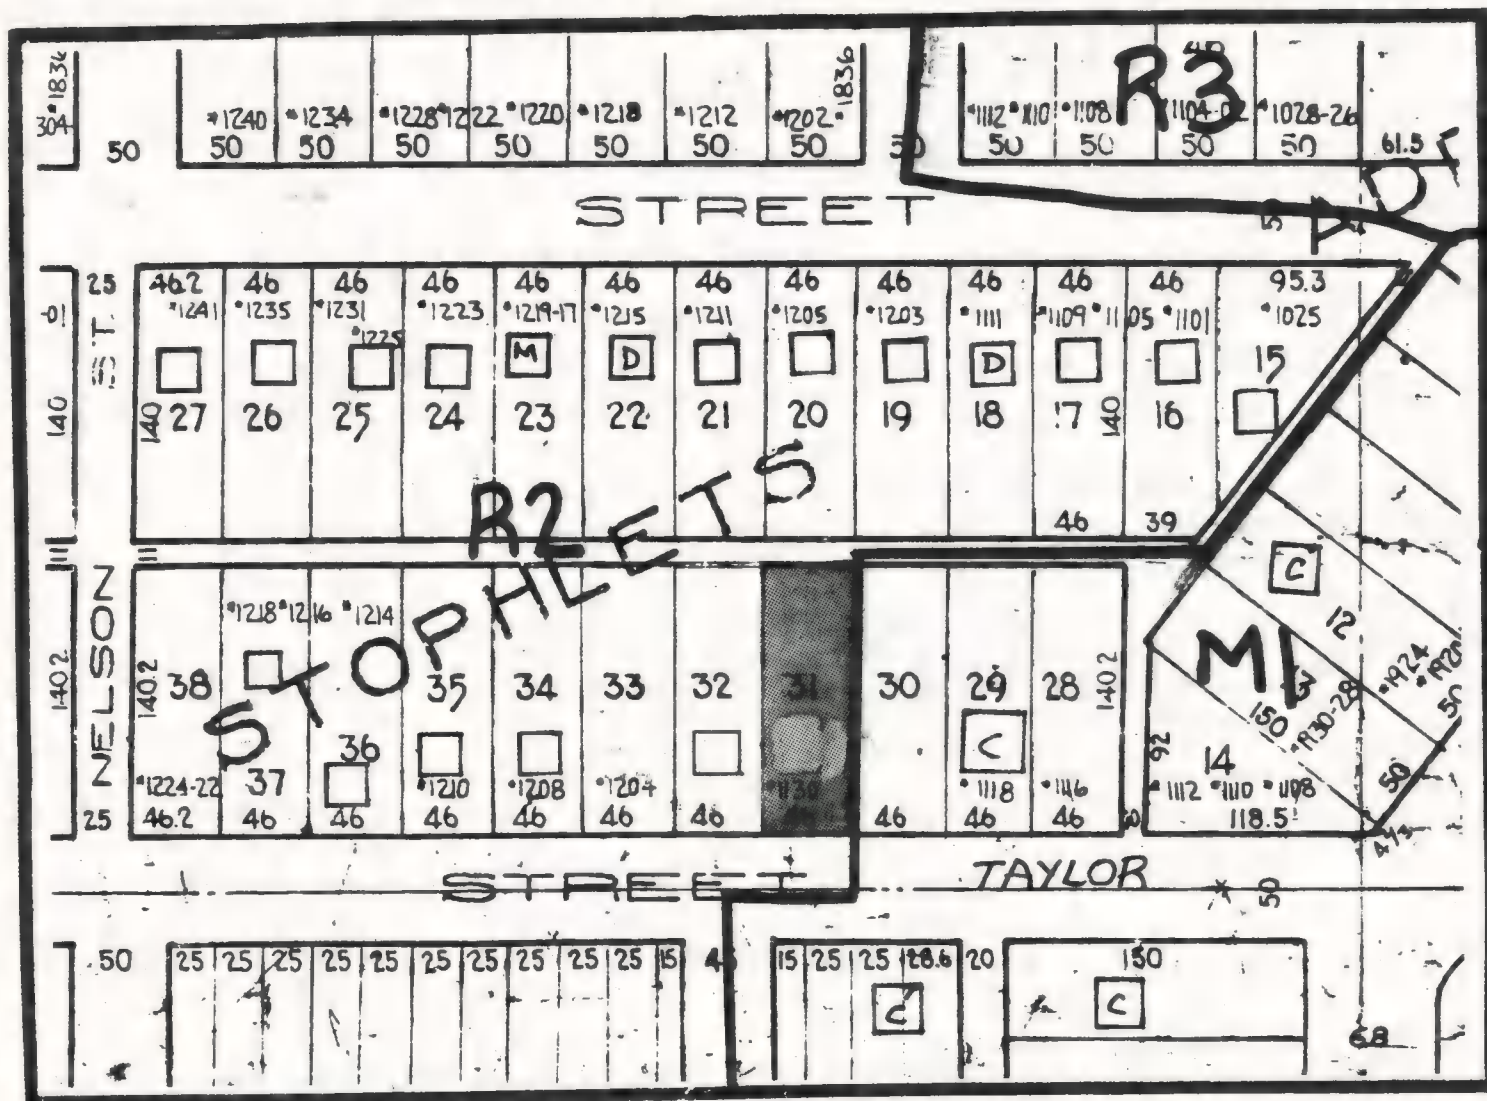 304 *1836
50
*1240 *1234 *1228 *1222 *1220 *1218 *1212 *1202 *1836
50 50 50 50 50 50 50
*1112 *1110 *1108 1104-02 *1028-26
50 50 50 50 61.5
R3
STREET
50
25 46.2 46 46 46 46 46 46 46 46 46 46 46 95.3
*1241 *1235 *1231 *1225 *1223 *1219-17 *1215 *1211 *1205 *1203 *1111 *1109 *1105 *1101 *1025
ST.
M D D
140 140 27 26 25 24 23 22 21 20 19 18 17 140 16 15
R2
46 39
11 11
STOPHLETS
NELSON
*1218 *1216 *1214
C
12
M1
140.2 140.2 38 37 36 35 34 33 32 31 30 29 28 140.2
C
150 *1930-28 *1924
92 14 50 50
*1224-22 *1210 *1208 *1204 *1130 *1118 *1116 *1112 *1110 *1108
25 46.2 46 46 46 46 46 46 46 46 46 118.5
STREET TAYLOR
50
50 25 25 25 25 25 25 25 25 25 25 15 15 25 25 28.6 20 150
C C
68